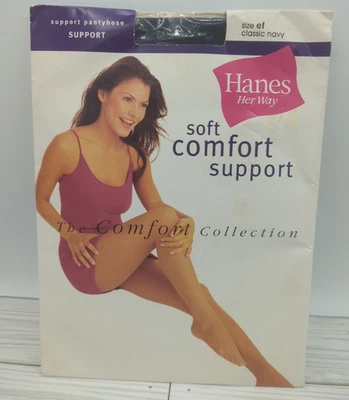 support pantyhose
SUPPORT
size ef
classic navy
Hanes
Her Way
soft
comfort
support
The Comfort Collection